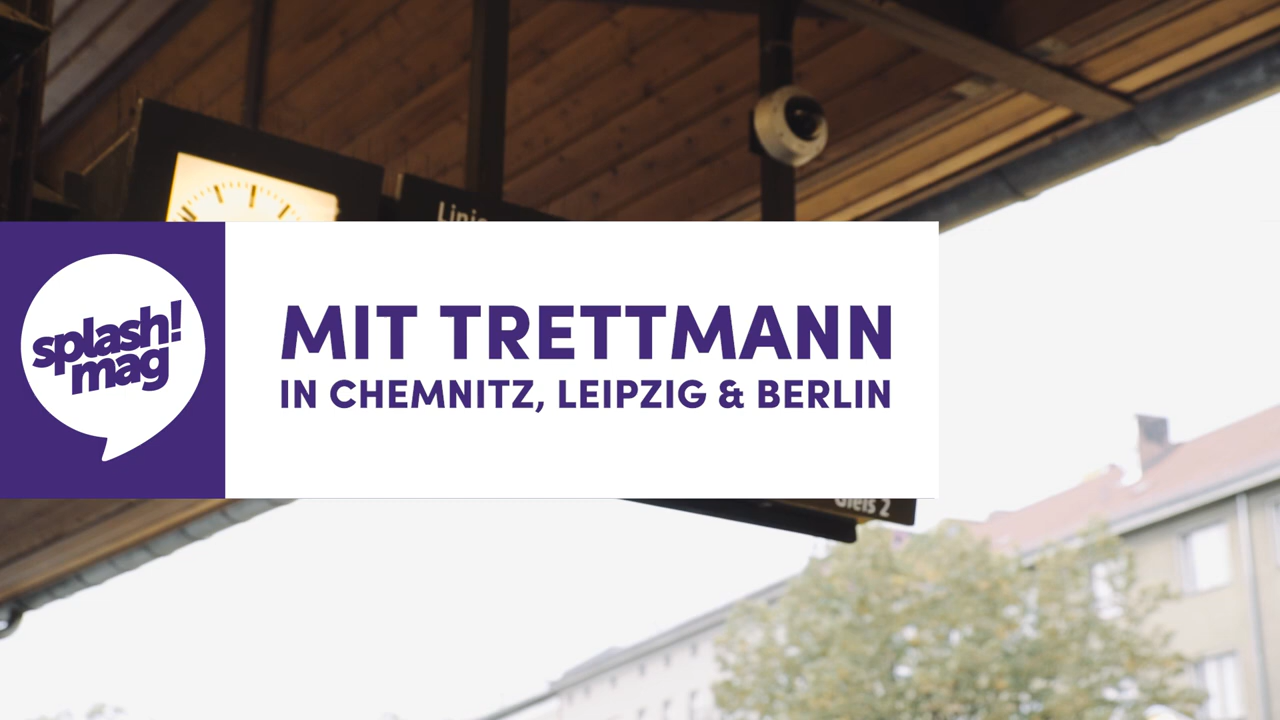 splash!
mag
MIT TRETTMANN
IN CHEMNITZ, LEIPZIG & BERLIN
Gleis 2